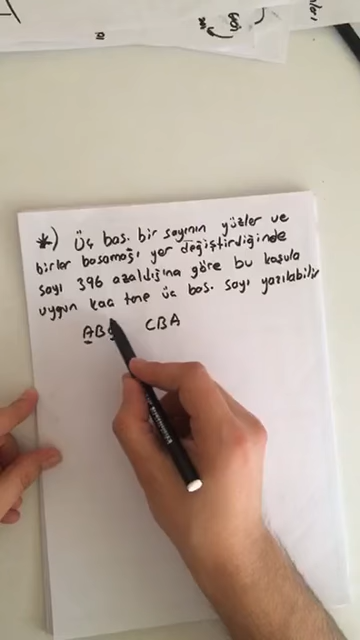 *) Üç bas. bir sayının yüzler ve
birler basamağı yer değiştirdiğinde
sayı 396 azaldığına göre bu koşula
uygun kaç tane üç bas. sayı yazılabilir
ABC CBA